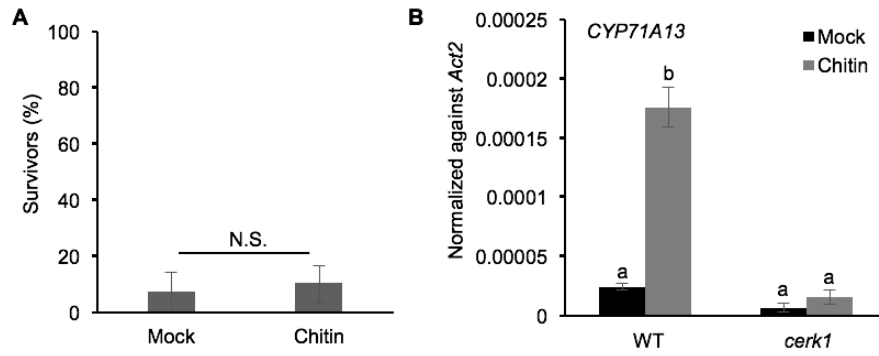 A
Survivors (%)
100
80
60
40
20
0
N.S.
Mock
Chitin
B
Normalized against Act2
0.00025
0.0002
0.00015
0.0001
0.00005
0
CYP71A13
Mock
Chitin
a
b
a
a
WT
cerk1